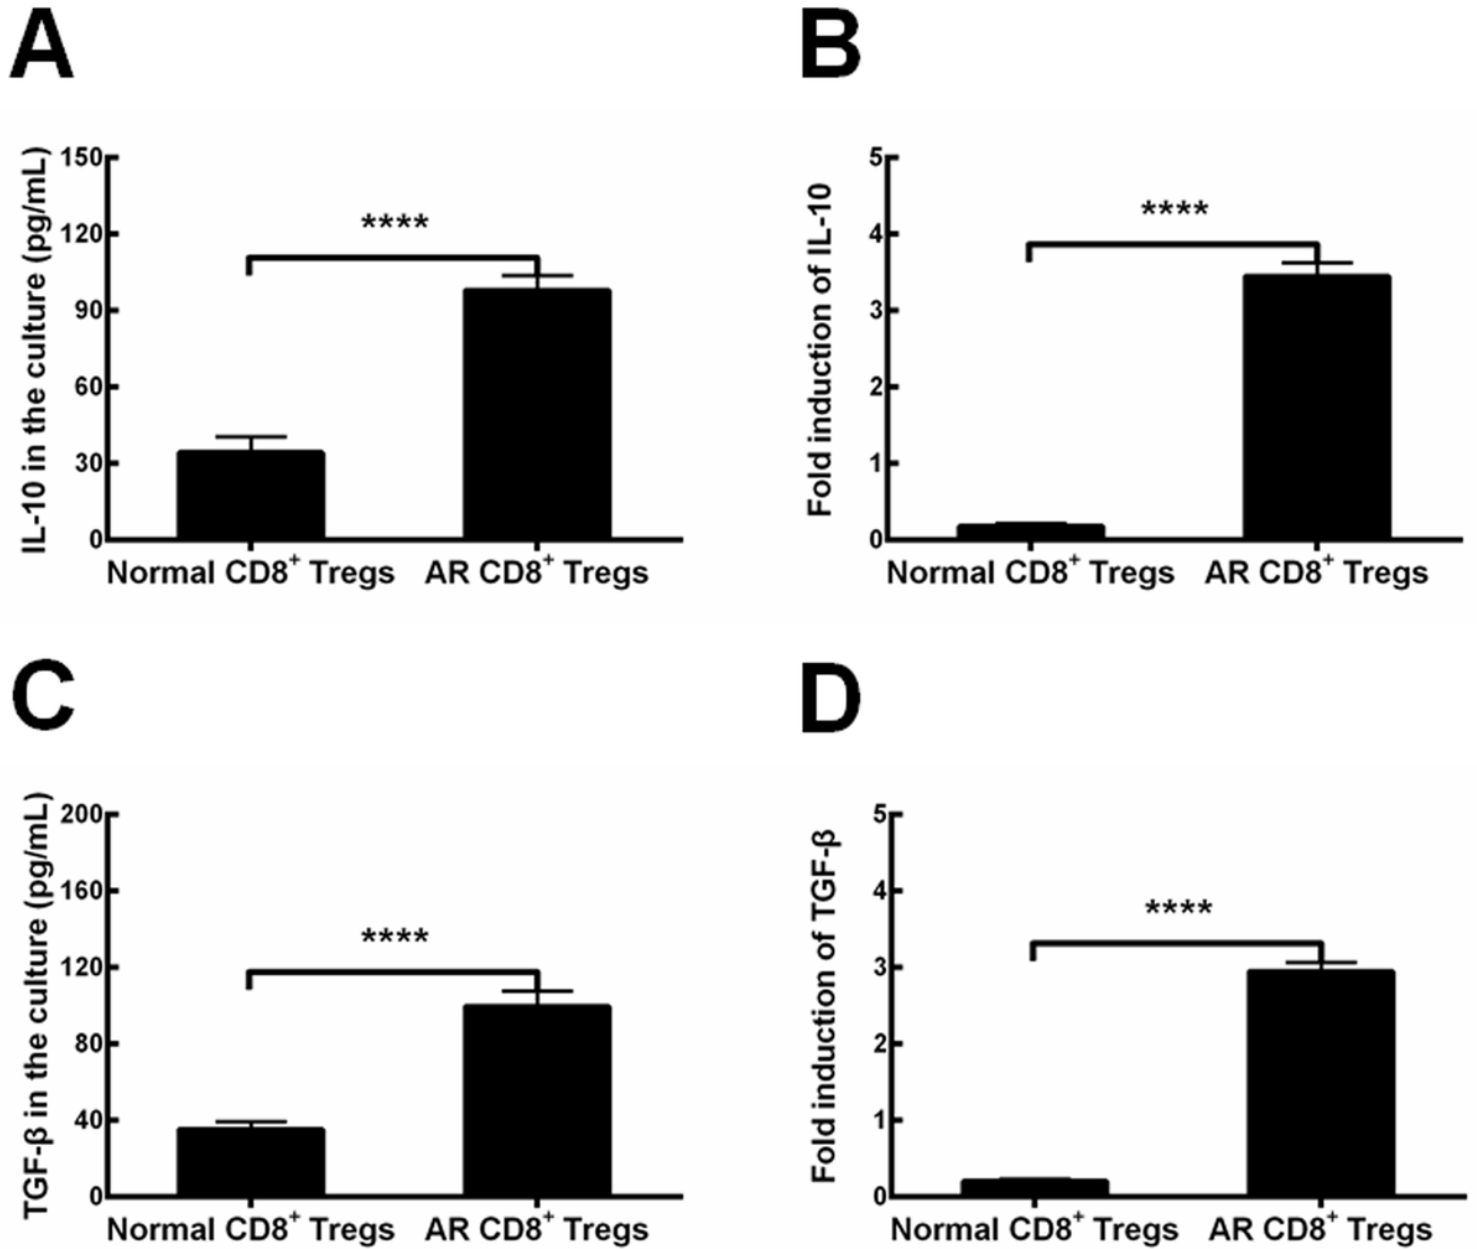 A
IL-10 in the culture (pg/mL)
150
120
90
60
30
0
****
Normal CD8+ Tregs
AR CD8+ Tregs
B
Fold induction of IL-10
5
4
3
2
1
0
****
Normal CD8+ Tregs
AR CD8+ Tregs
C
TGF-β in the culture (pg/mL)
200
160
120
80
40
0
****
Normal CD8+ Tregs
AR CD8+ Tregs
D
Fold induction of TGF-β
5
4
3
2
1
0
****
Normal CD8+ Tregs
AR CD8+ Tregs